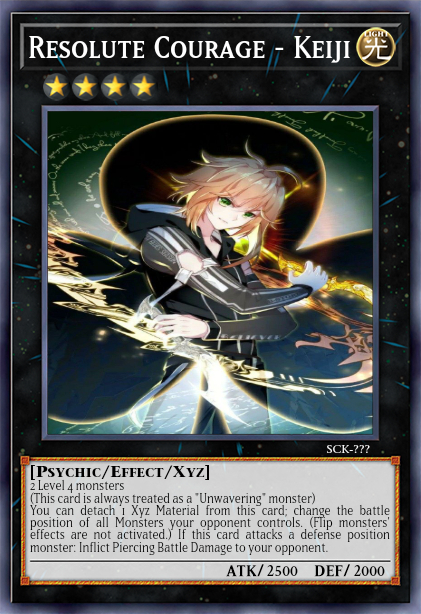 Resolute Courage - Keiji
LIGHT
光
SCK-???
[Psychic/Effect/Xyz]
2 Level 4 monsters
(This card is always treated as a "Unwavering" monster)
You can detach 1 Xyz Material from this card; change the battle
position of all Monsters your opponent controls. (Flip monsters'
effects are not activated.) If this card attacks a defense position
monster: Inflict Piercing Battle Damage to your opponent.
ATK/ 2500 DEF/ 2000